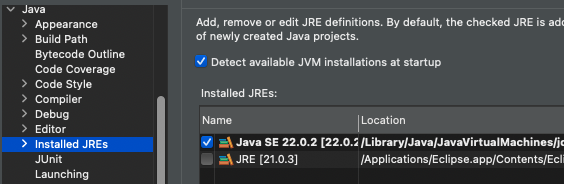 Java
Appearance
Build Path
Bytecode Outline
Code Coverage
Code Style
Compiler
Debug
Editor
Installed JREs
JUnit
Launching
Add, remove or edit JRE definitions. By default, the checked JRE is
of newly created Java projects.
Detect available JVM installations at startup
Installed JREs:
Name Location
Java SE 22.0.2 [22.0.2 /Library/Java/JavaVirtualMachines/
JRE [21.0.3] /Applications/Eclipse.app/Contents/